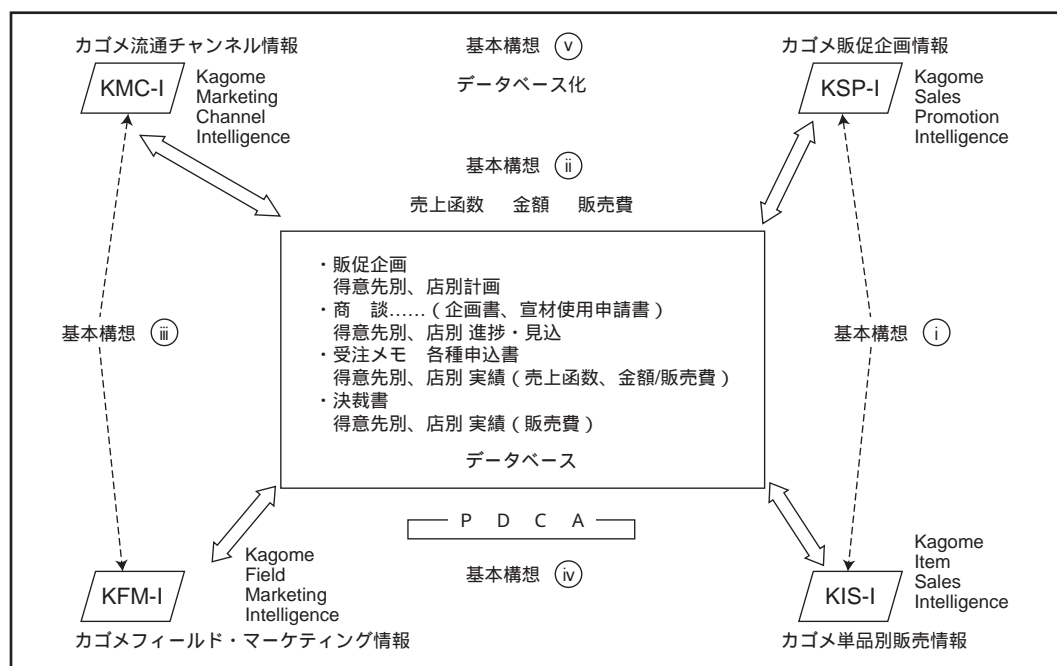 カゴメ流通チャンネル情報
KMC-I
Kagome
Marketing
Channel
Intelligence
基本構想 ⓥ
データベース化
カゴメ販促企画情報
KSP-I
Kagome
Sales
Promotion
Intelligence
基本構想 ⅱ
売上函数 金額 販売費
・販促企画
得意先別、店別計画
・商 談……(企画書、宣材使用申請書)
得意先別、店別 進捗・見込
・受注メモ 各種申込書
得意先別、店別 実績(売上函数、金額/販売費)
・決裁書
得意先別、店別 実績(販売費)
データベース
基本構想 ⅲ
基本構想 ⅰ
P D C A
基本構想 ⅳ
KFM-I
Kagome
Field
Marketing
Intelligence
カゴメフィールド・マーケティング情報
KIS-I
Kagome
Item
Sales
Intelligence
カゴメ単品別販売情報